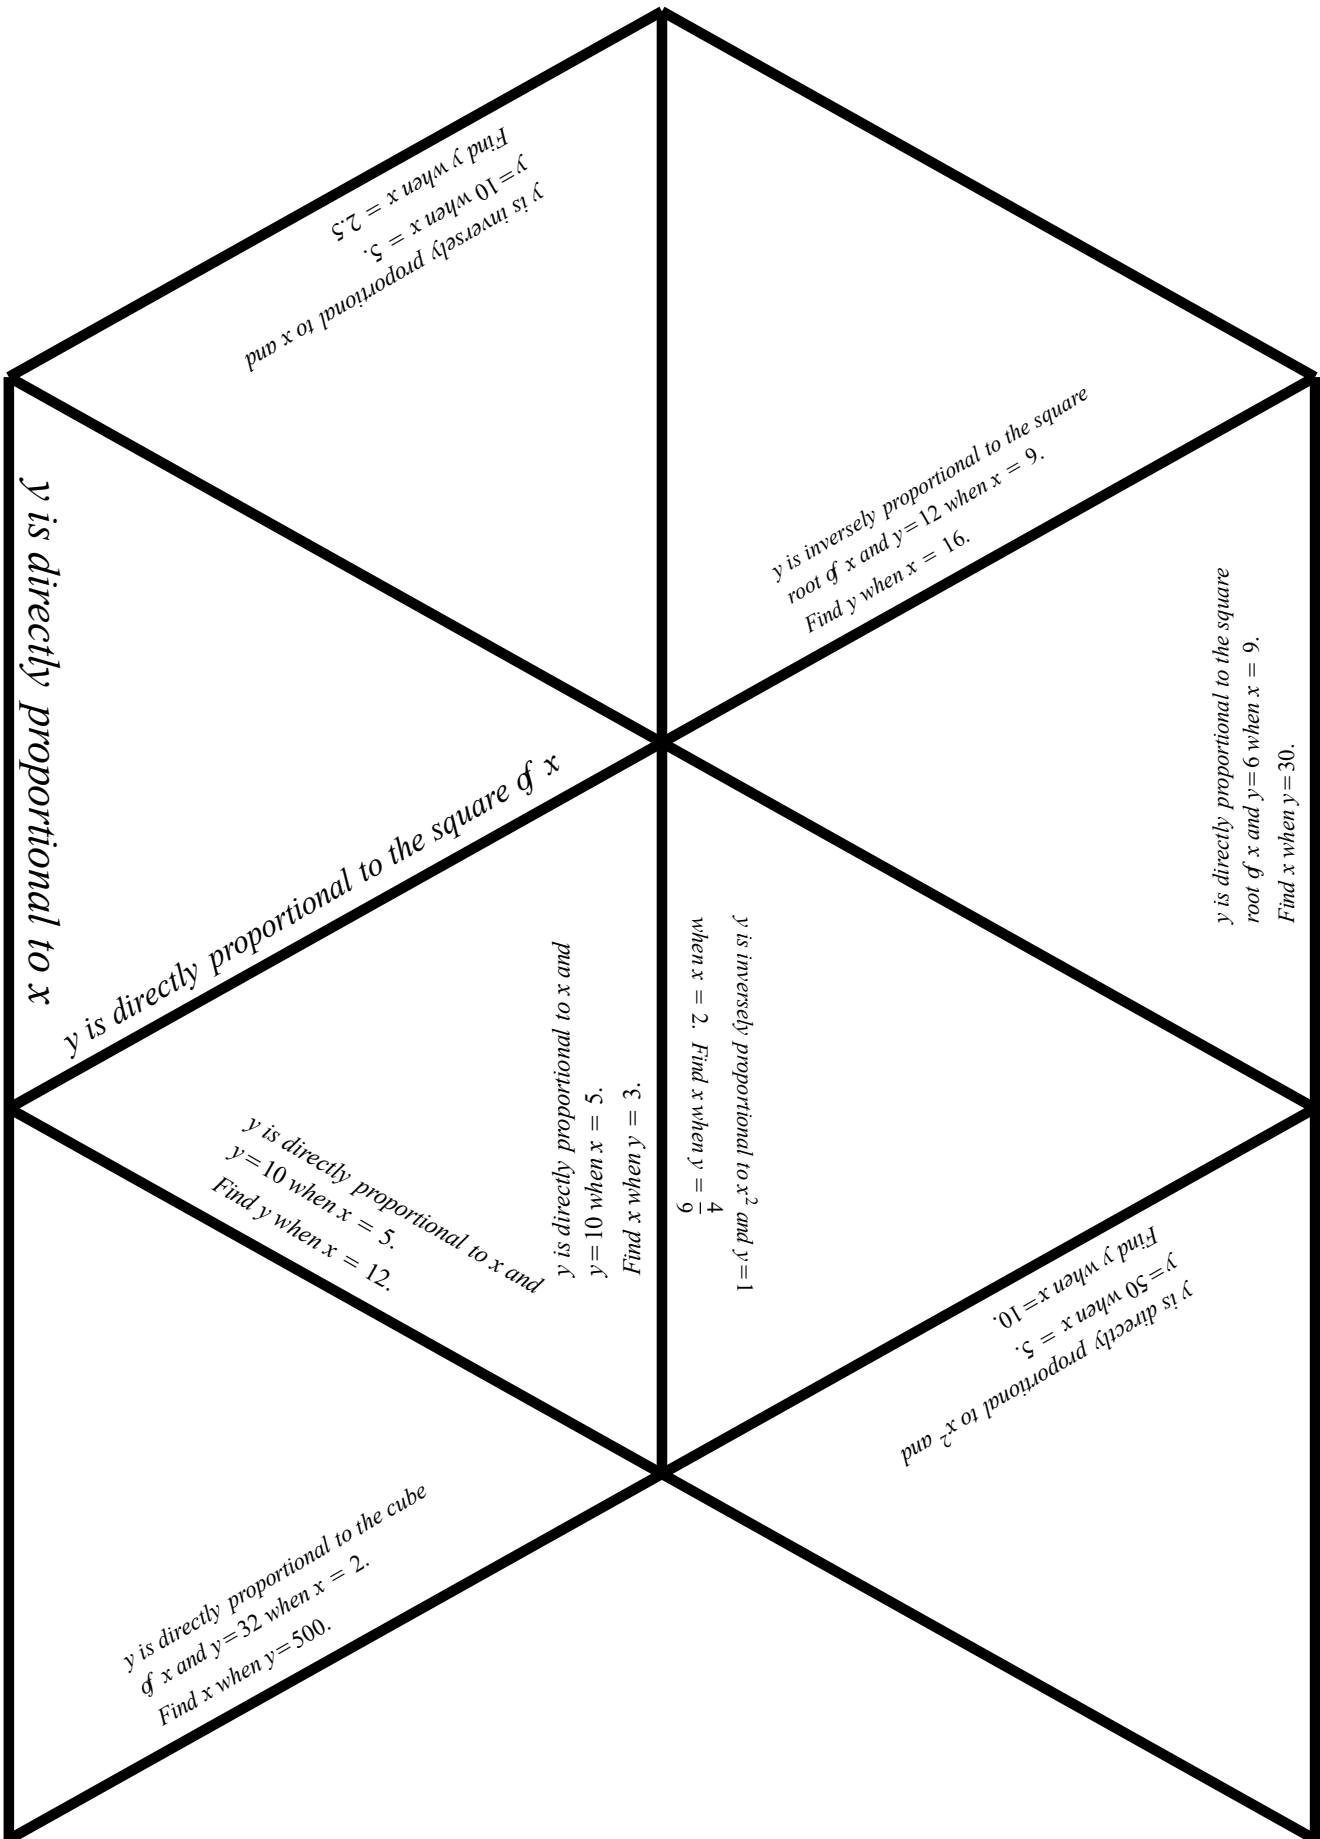 y is inversely proportional to x and
y=10 when x = 5.
Find y when x = 2.5
y is directly proportional to x
y is inversely proportional to the square
root of x and y=12 when x = 9.
Find y when x = 16.
y is directly proportional to the square
root of x and y=6 when x = 9.
Find x when y=30.
y is directly proportional to the square of x
y is directly proportional to x and
y=10 when x = 5.
Find x when y = 3.
y is inversely proportional to x² and y=1
when x = 2. Find x when y = 4/9
y is directly proportional to x and
y=10 when x = 5.
Find y when x = 12.
y is directly proportional to x² and
y=50 when x = 5.
Find y when x=10.
y is directly proportional to the cube
of x and y=32 when x = 2.
Find x when y=500.